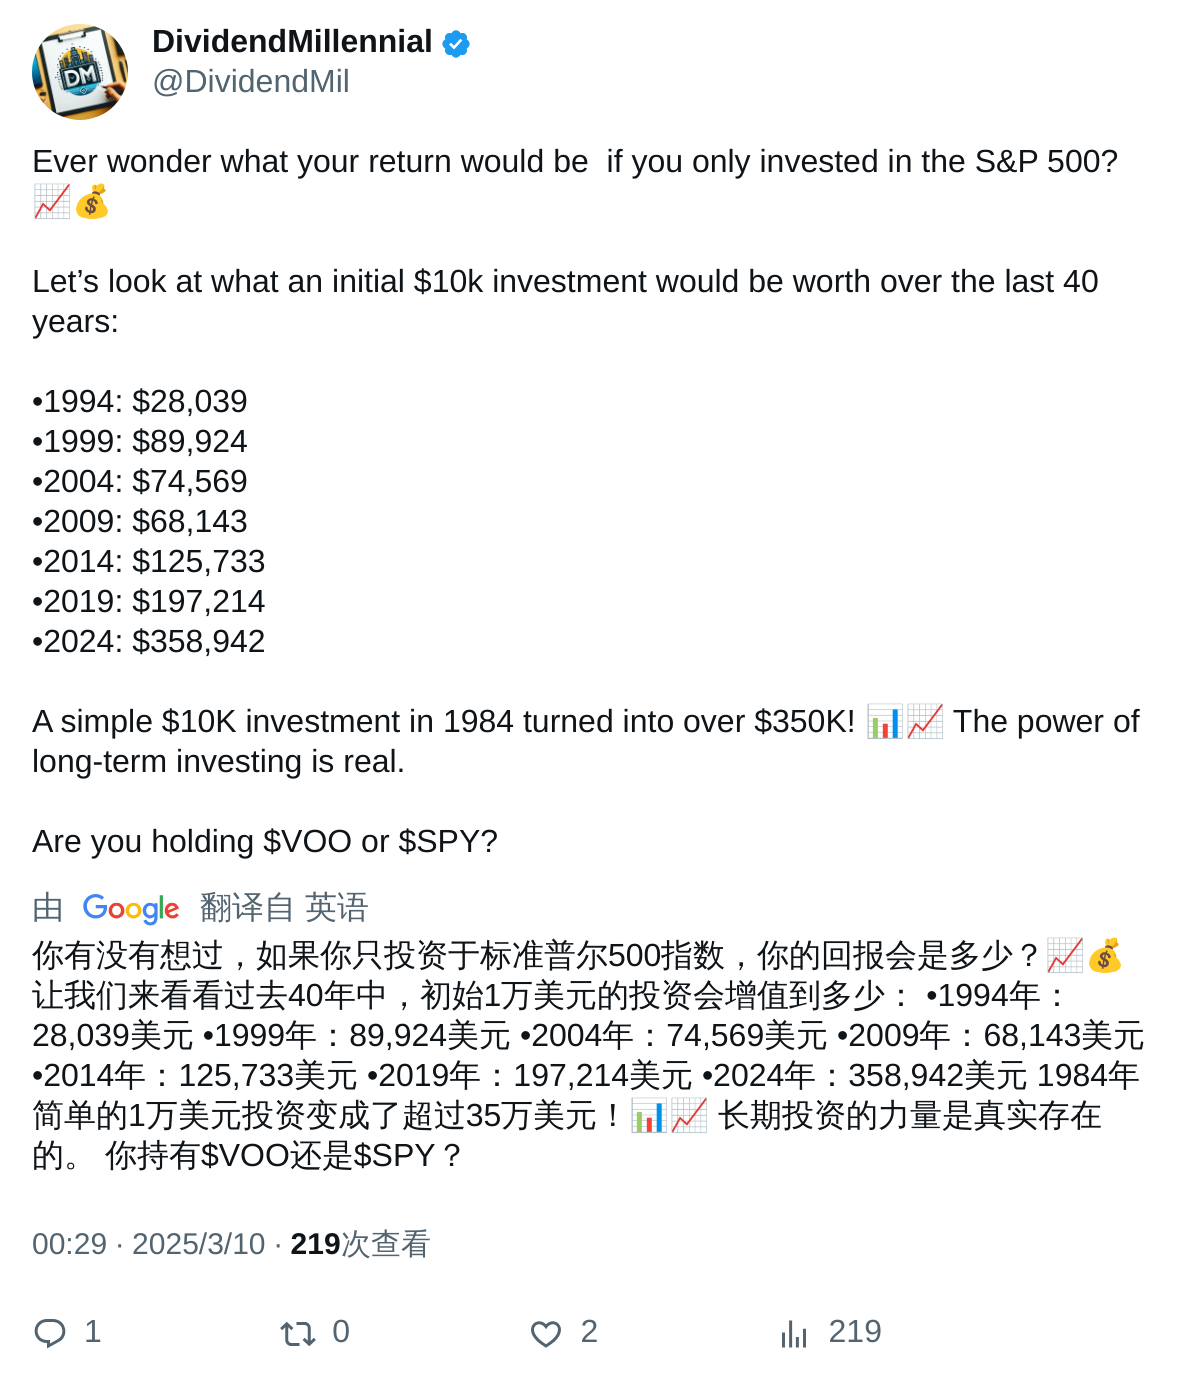 DividendMillennial
@DividendMil
DM
Ever wonder what your return would be  if you only invested in the S&P 500?
📈💰
Let’s look at what an initial $10k investment would be worth over the last 40
years:
•1994: $28,039
•1999: $89,924
•2004: $74,569
•2009: $68,143
•2014: $125,733
•2019: $197,214
•2024: $358,942
A simple $10K investment in 1984 turned into over $350K! 📊📈 The power of
long-term investing is real.
Are you holding $VOO or $SPY?
由 Google 翻译自 英语
你有没有想过，如果你只投资于标准普尔500指数，你的回报会是多少？📈💰
让我们来看看过去40年中，初始1万美元的投资会增值到多少： •1994年：
28,039美元 •1999年：89,924美元 •2004年：74,569美元 •2009年：68,143美元
•2014年：125,733美元 •2019年：197,214美元 •2024年：358,942美元 1984年
简单的1万美元投资变成了超过35万美元！📊📈 长期投资的力量是真实存在
的。 你持有$VOO还是$SPY？
00:29 · 2025/3/10 · 219次查看
1 0 2 219